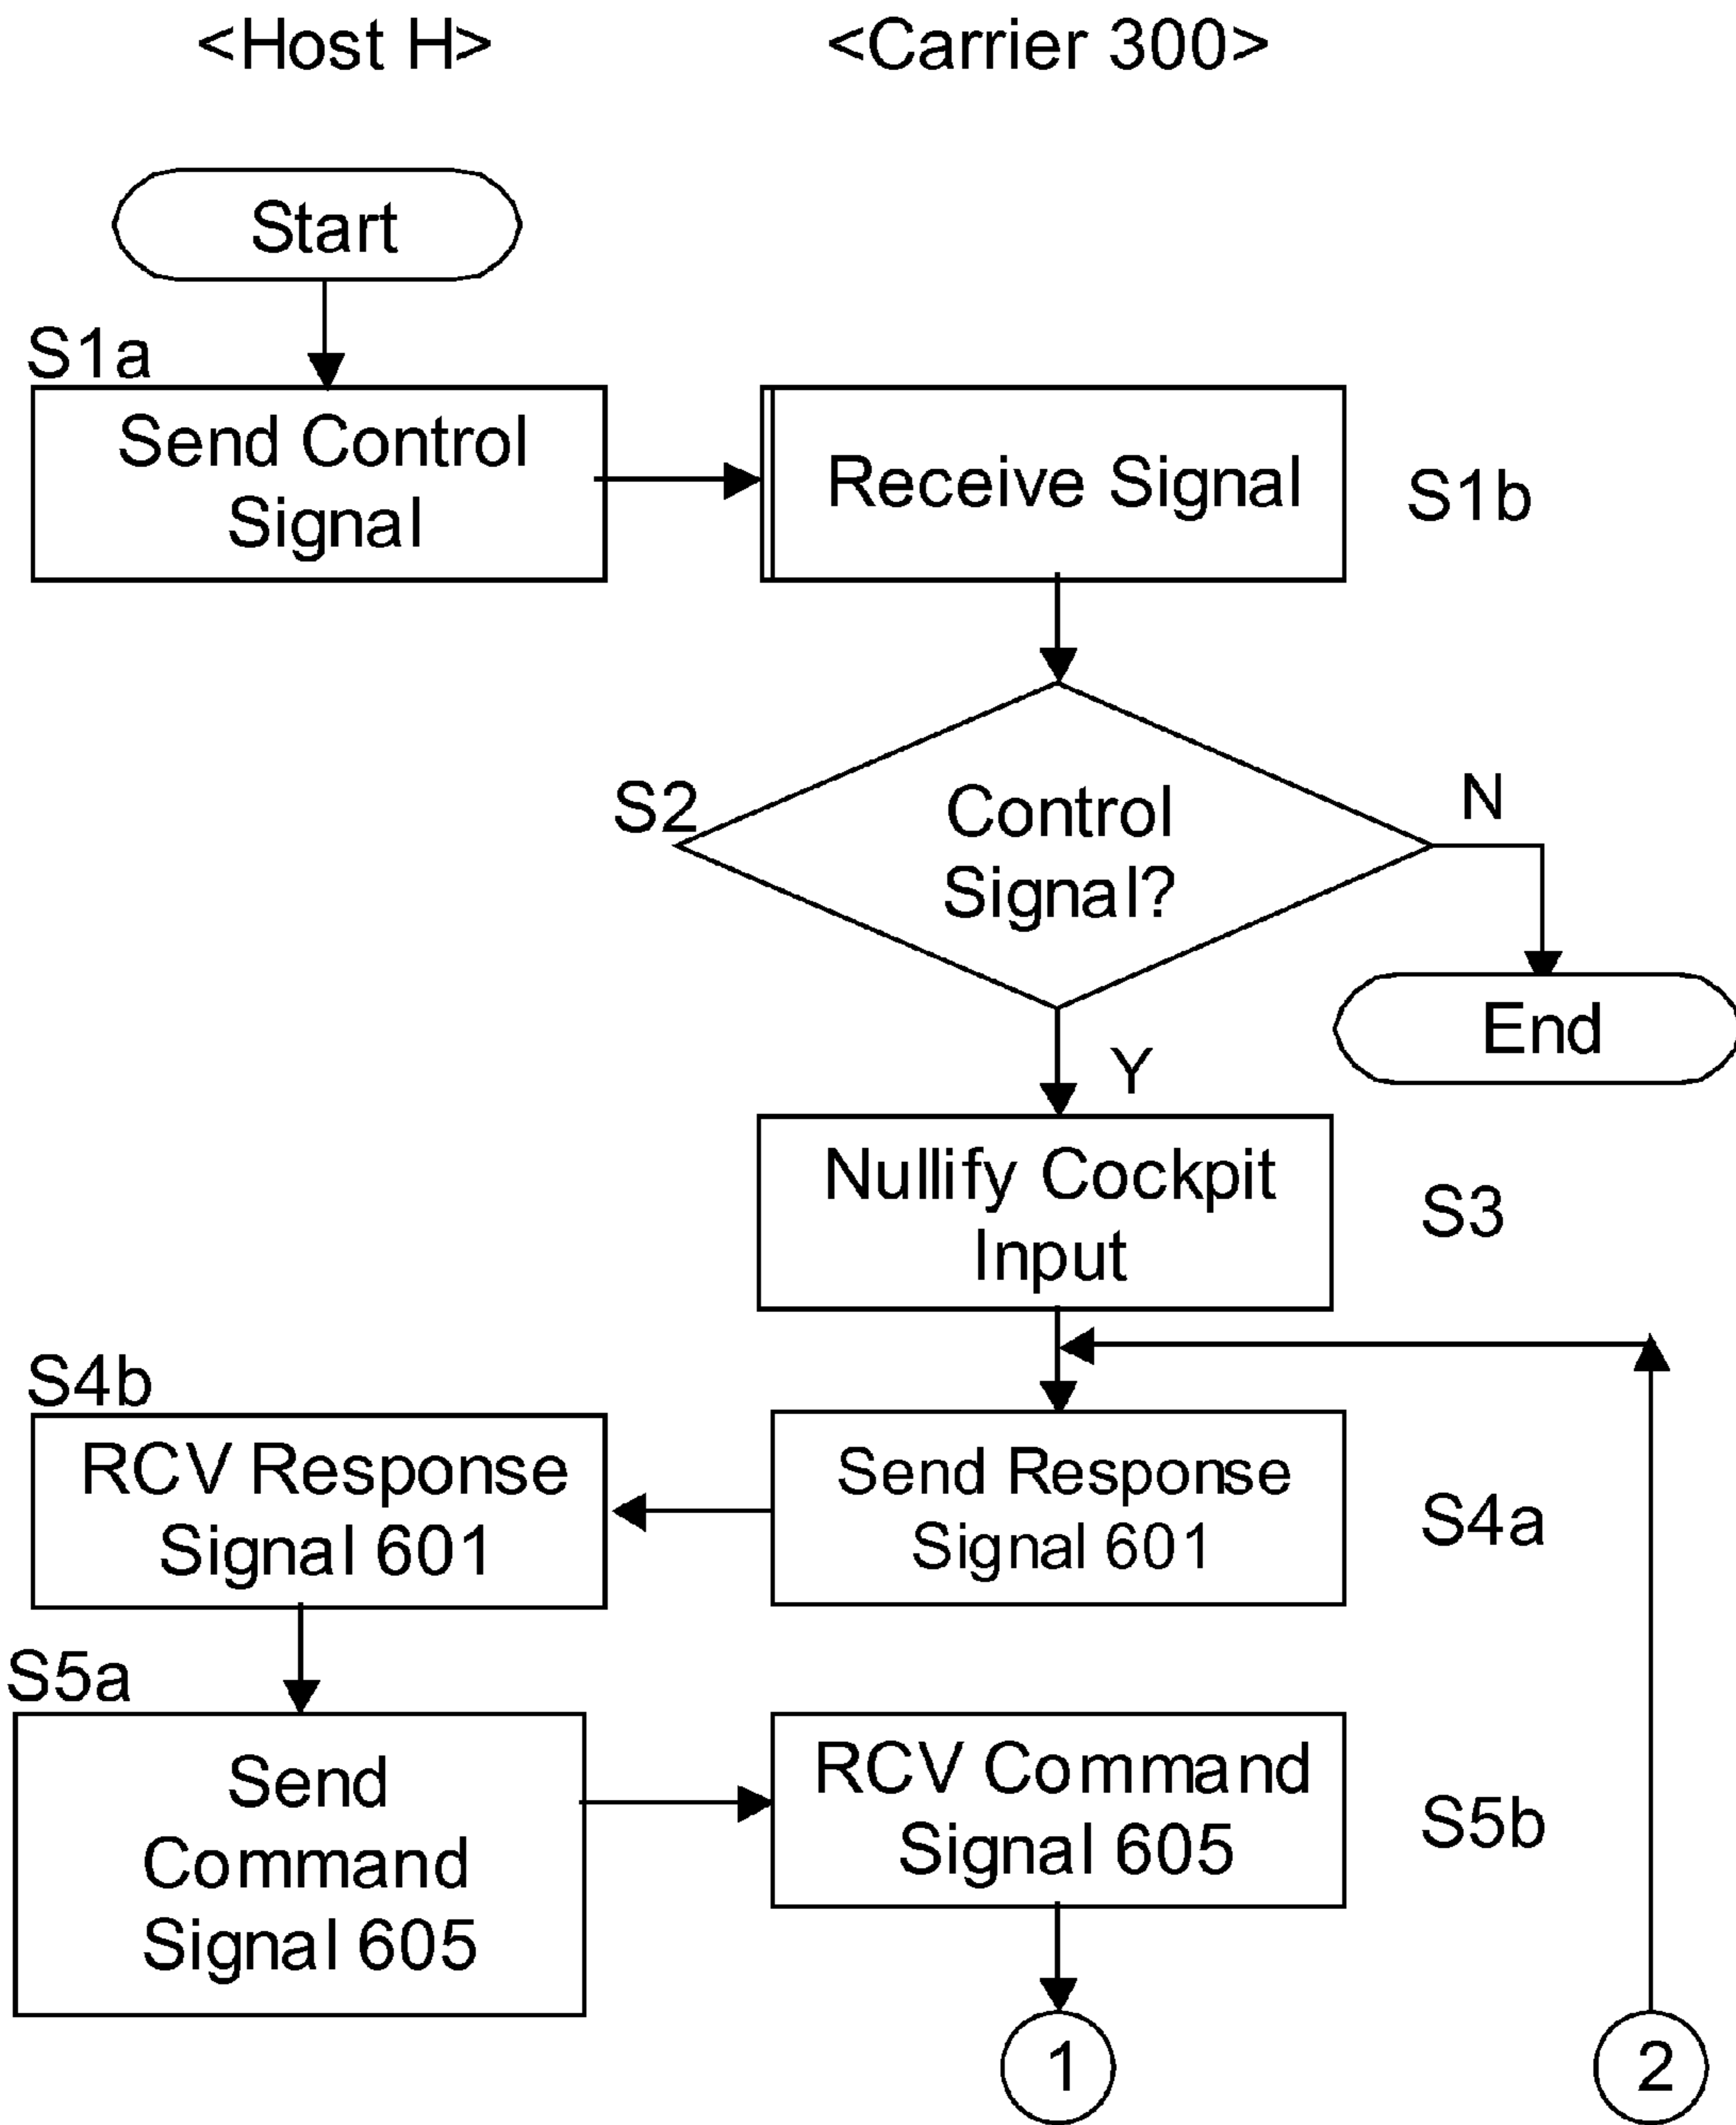 <Host H>
<Carrier 300>
Start
S1a
Send Control
Signal
Receive Signal
S1b
S2
Control
Signal?
N
End
Y
Nullify Cockpit
Input
S3
S4b
RCV Response
Signal 601
Send Response
Signal 601
S4a
S5a
Send
Command
Signal 605
RCV Command
Signal 605
S5b
1
2